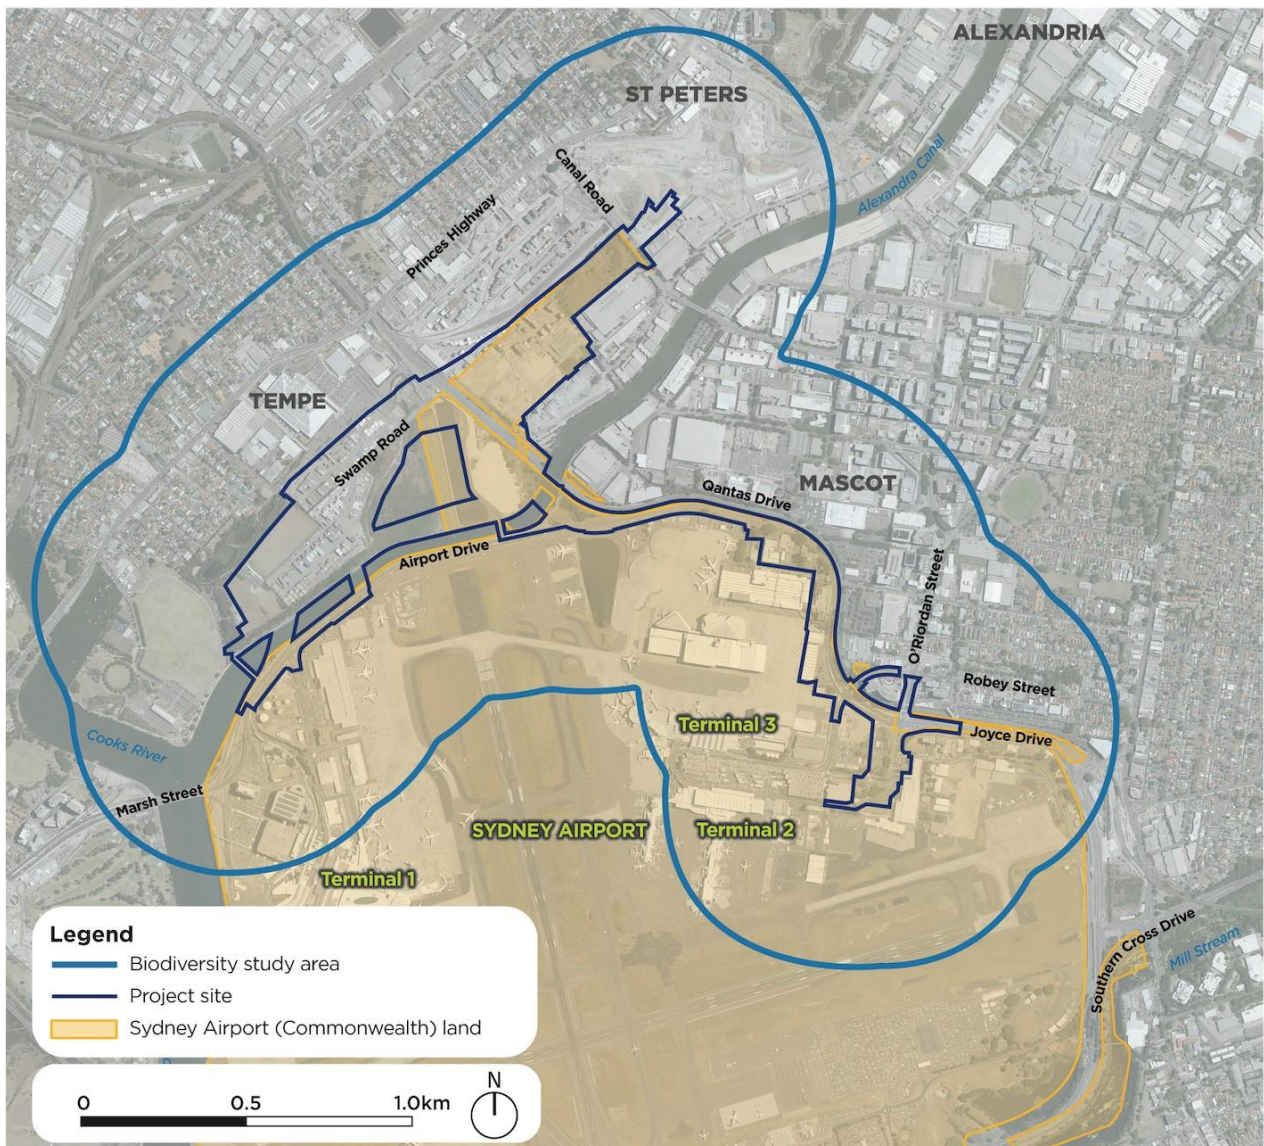 ALEXANDRIA
ST PETERS
Canal Road
Alexandra Canal
Princes Highway
TEMPE
Swamp Road
MASCOT
Qantas Drive
Airport Drive
O'Riordan Street
Robey Street
Terminal 3
Joyce Drive
Cooks River
Marsh Street
SYDNEY AIRPORT
Terminal 2
Terminal 1
Southern Cross Drive
Mill Stream
Legend
Biodiversity study area
Project site
Sydney Airport (Commonwealth) land
0 0.5 1.0km
N